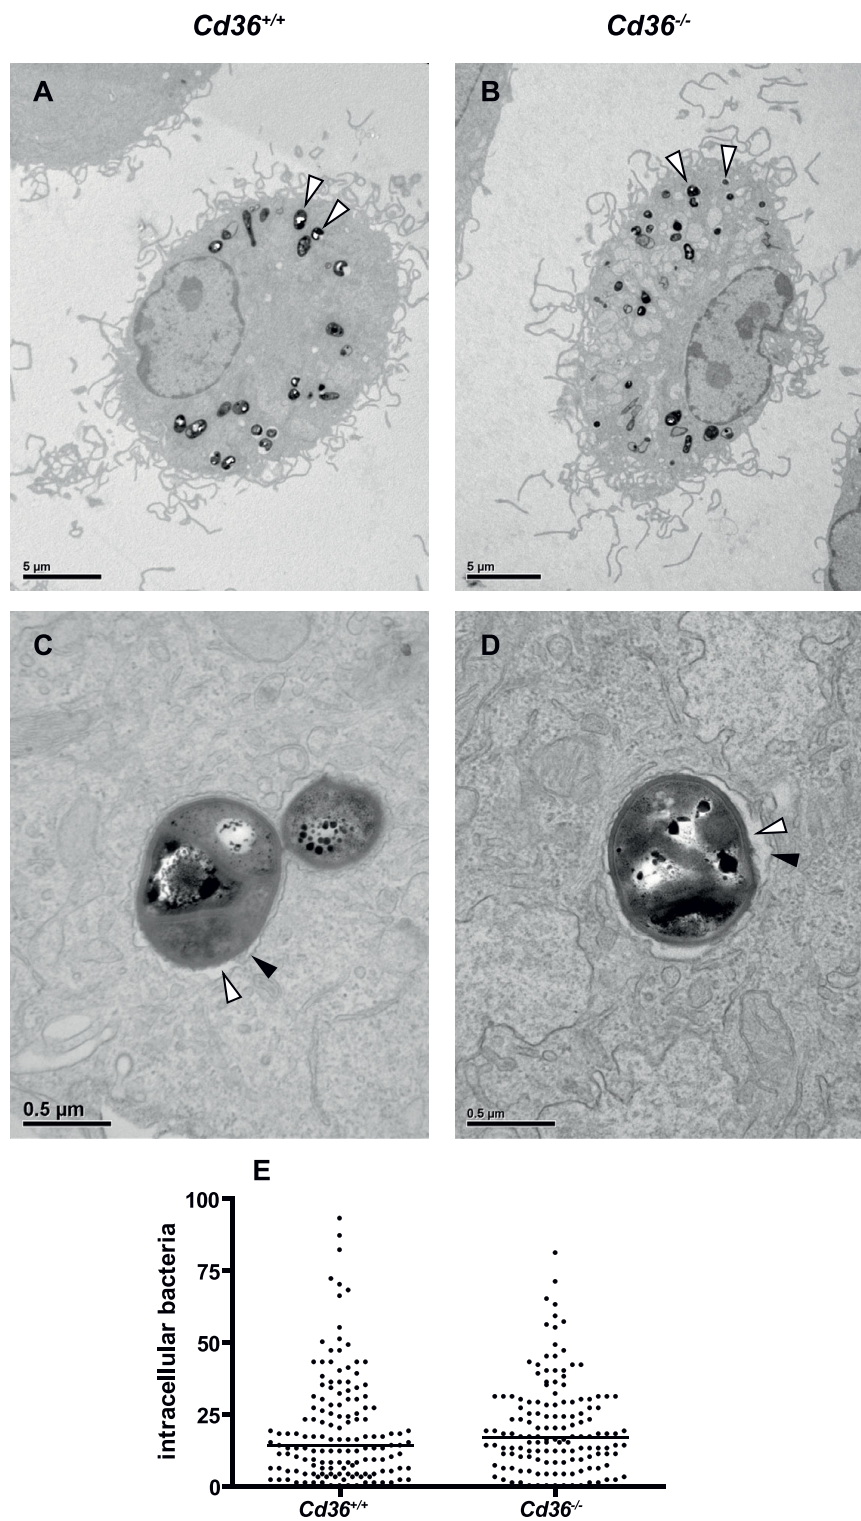 Cd36+/+ Cd36-/-
A B
5 µm 5 µm
C D
0.5 µm 0.5 µm
E
100
75
50
25
0
intracellular bacteria
Cd36+/+ Cd36-/-